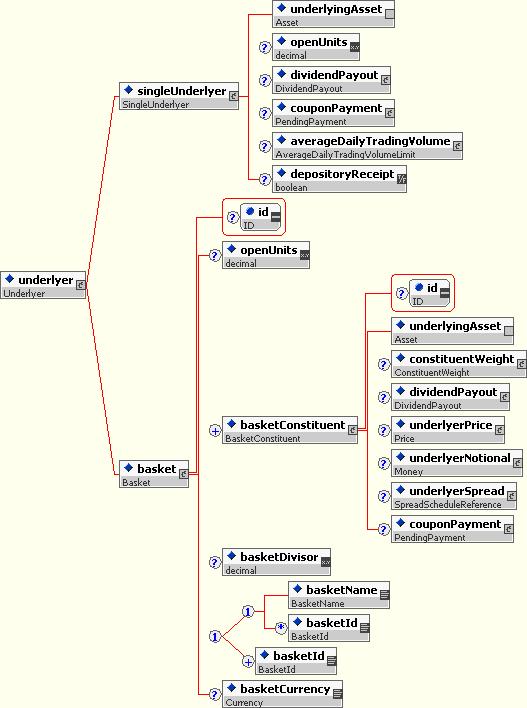 underlyingAsset
Asset
? openUnits
decimal
? dividendPayout
DividendPayout
singleUnderlyer
SingleUnderlyer
? couponPayment
PendingPayment
? averageDailyTradingVolume
AverageDailyTradingVolumeLimit
? depositoryReceipt
boolean
? id
ID
? openUnits
decimal
underlyer
Underlyer
? id
ID
underlyingAsset
Asset
? constituentWeight
ConstituentWeight
? dividendPayout
DividendPayout
+ basketConstituent
BasketConstituent
? underlyerPrice
Price
? underlyerNotional
Money
basket
Basket
? underlyerSpread
SpreadScheduleReference
? couponPayment
PendingPayment
? basketDivisor
decimal
1
1
basketName
BasketName
* basketId
BasketId
+ basketId
BasketId
? basketCurrency
Currency